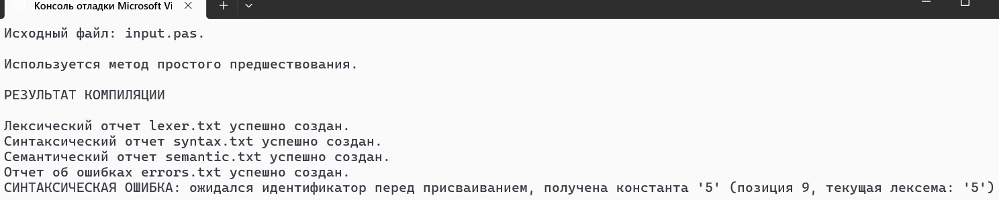 Консоль отладки Microsoft Vi
Исходный файл: input.pas.
Используется метод простого предшествования.
РЕЗУЛЬТАТ КОМПИЛЯЦИИ
Лексический отчет lexer.txt успешно создан.
Синтаксический отчет syntax.txt успешно создан.
Семантический отчет semantic.txt успешно создан.
Отчет об ошибках errors.txt успешно создан.
СИНТАКСИЧЕСКАЯ ОШИБКА: ожидался идентификатор перед присваиванием, получена константа '5' (позиция 9, текущая лексема: '5')